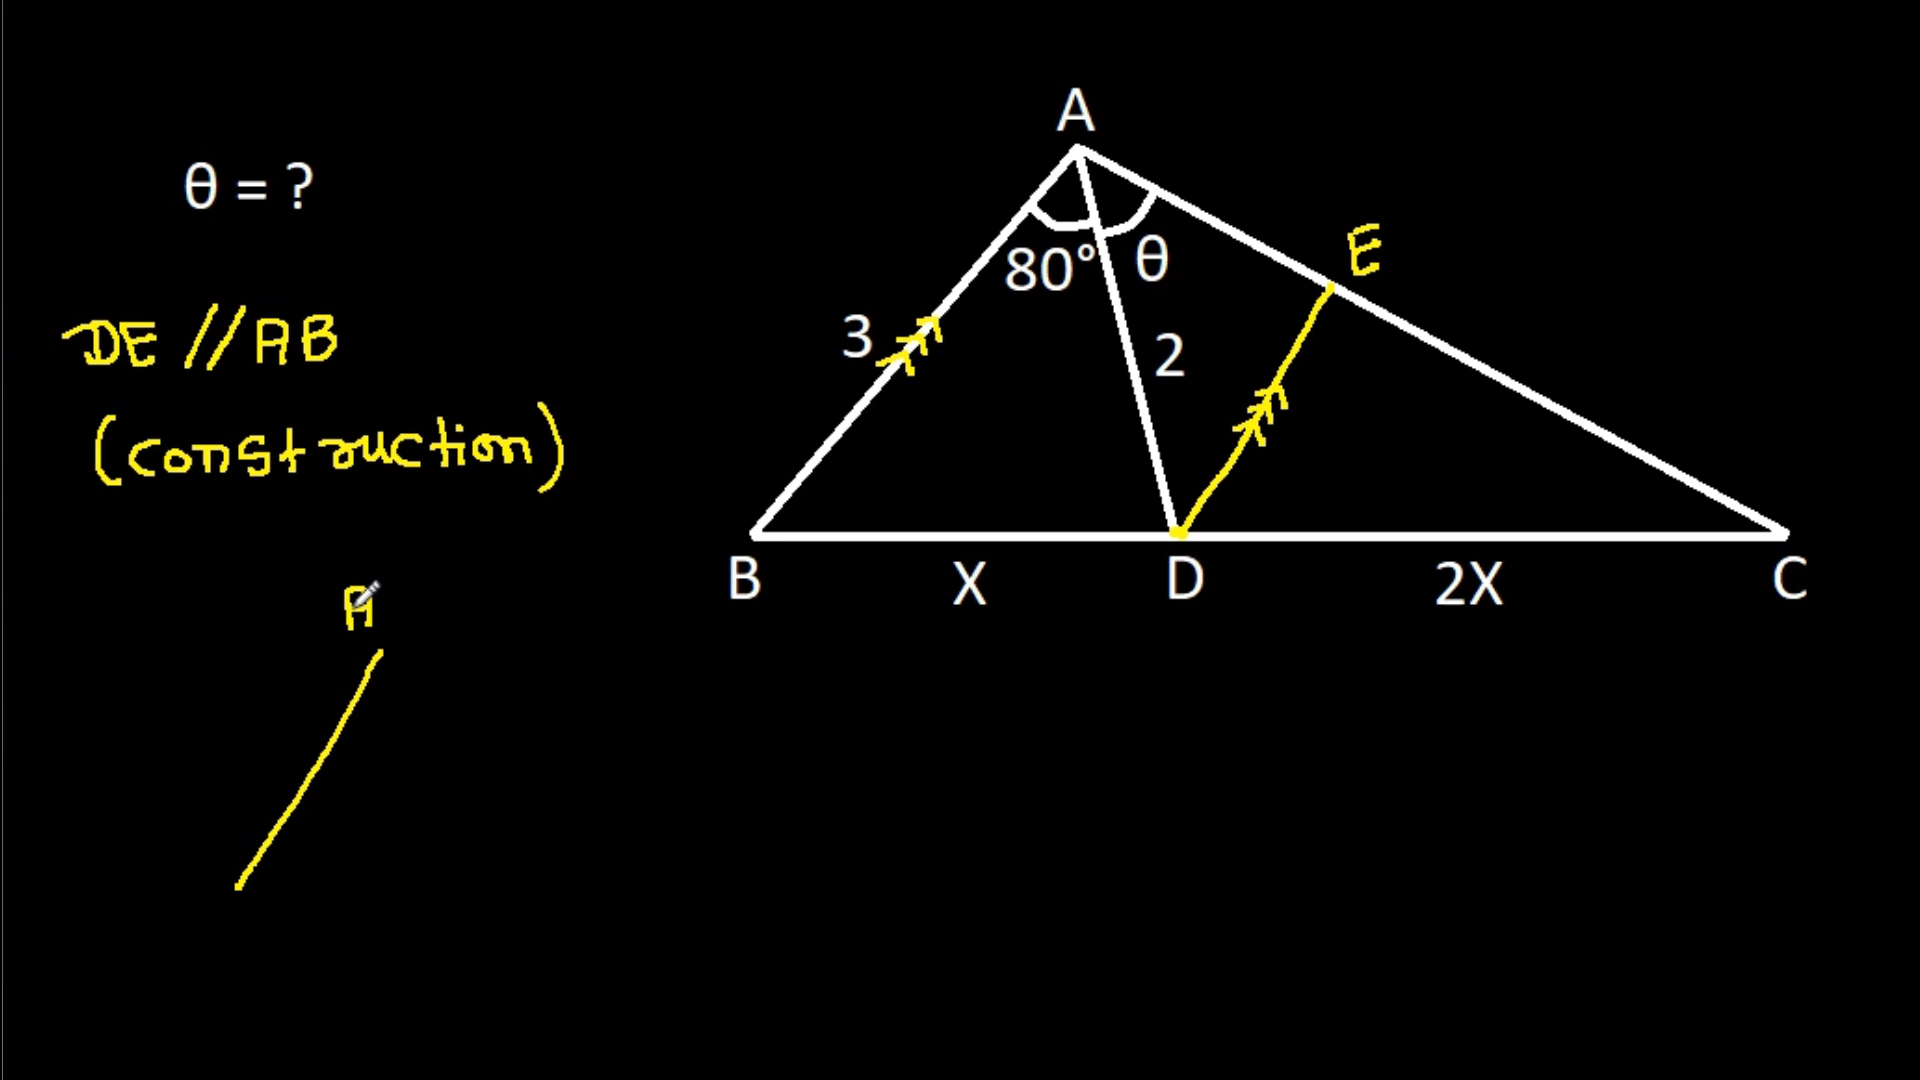 θ = ?
DE // AB
(construction)
A
A
E
80° θ
3
2
B X D 2X C